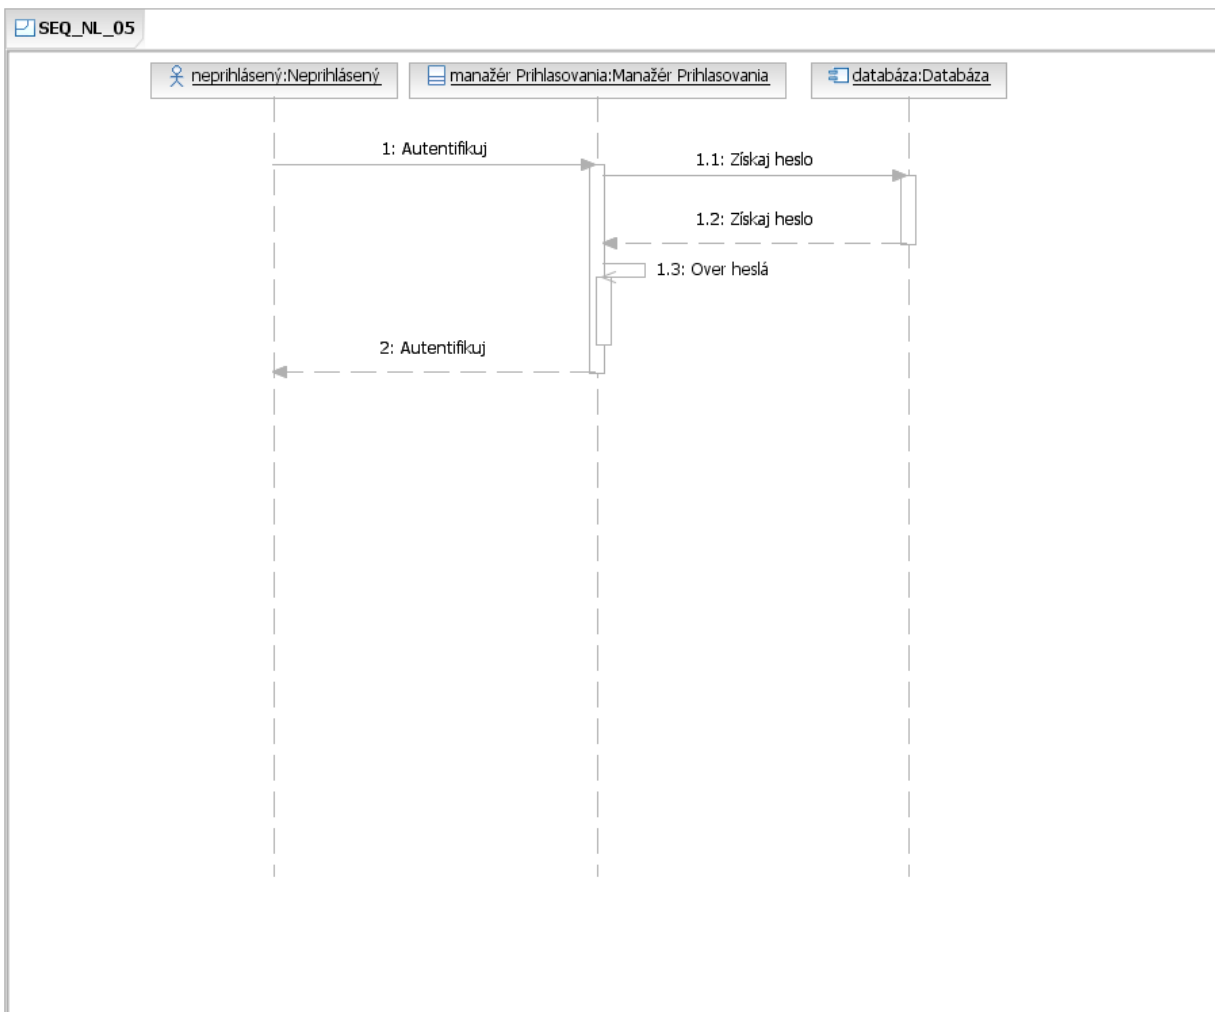 SEQ_NL_05
neprihlásený:Neprihlásený
manažér Prihlasovania:Manažér Prihlasovania
databáza:Databáza
1: Autentifikuj
1.1: Získaj heslo
1.2: Získaj heslo
1.3: Over heslá
2: Autentifikuj